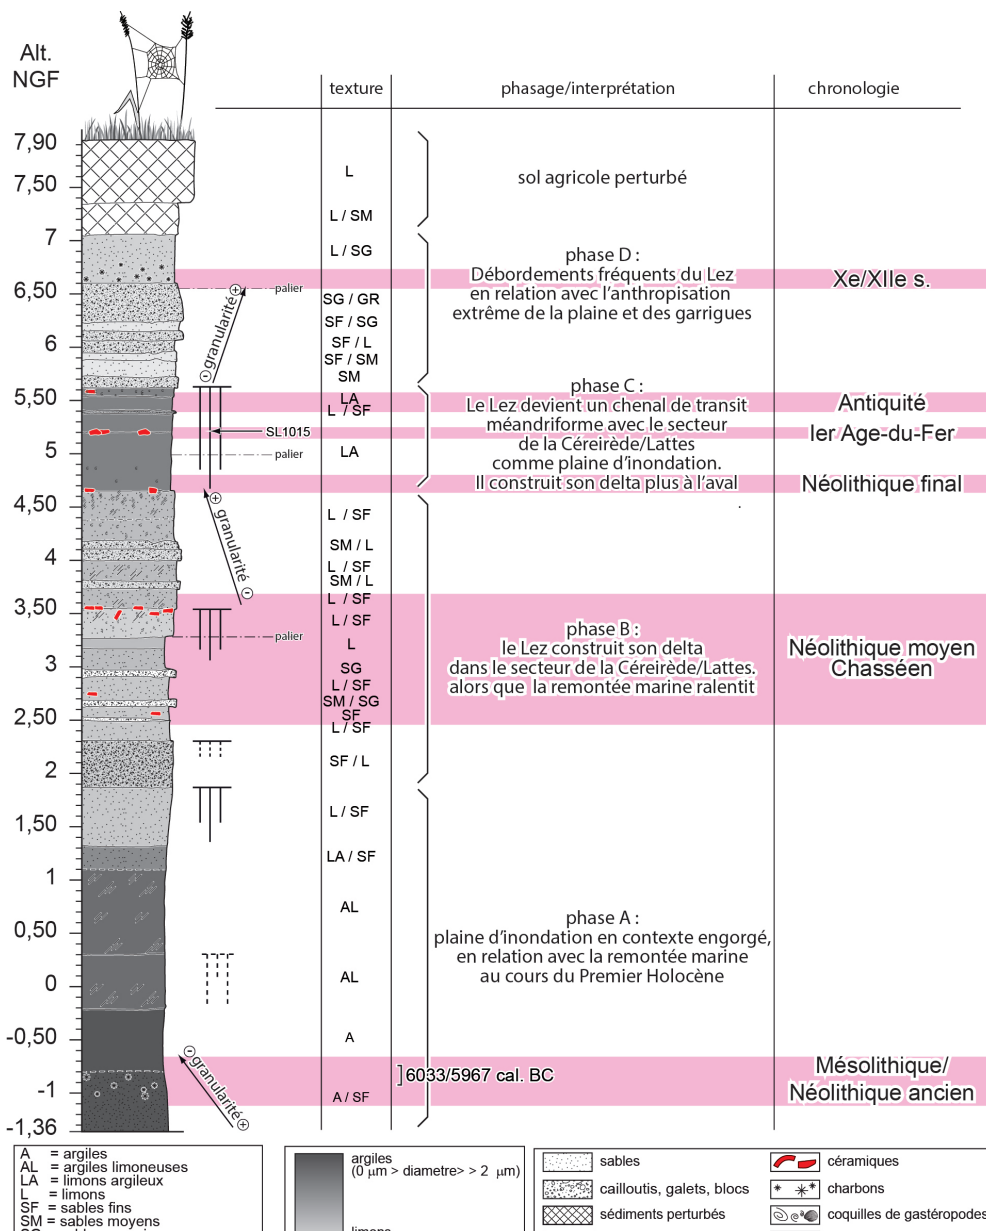 Alt.
NGF
texture
phasage/interprétation
chronologie
7,90
L
sol agricole perturbé
7,50
L / SM
7
L / SG
phase D :
Débordements fréquents du Lez
en relation avec l'anthropisation
extrême de la plaine et des garrigues
Xe/XIIe s.
6,50
palier
SG / GR
⊖ granularité ⊕
SF / SG
6
SF / L
SF / SM
SM
5,50
LA
L / SF
phase C :
Le Lez devient un chenal de transit
méandriforme avec le secteur
de la Céreirède/Lattes
comme plaine d'inondation.
Il construit son delta plus à l'aval
Antiquité
SL1015
Ier Age-du-Fer
5
palier
LA
Néolithique final
4,50
⊕ granularité ⊖
L / SF
SM / L
4
L / SF
SM / L
3,50
L / SF
L / SF
palier
L
phase B :
le Lez construit son delta
dans le secteur de la Céreirède/Lattes.
alors que la remontée marine ralentit
Néolithique moyen
Chasséen
3
SG
L / SF
SM / SG
2,50
SF
L / SF
2
SF / L
1,50
L / SF
LA / SF
1
AL
0,50
phase A :
plaine d'inondation en contexte engorgé,
en relation avec la remontée marine
au cours du Premier Holocène
0
AL
-0,50
A
⊖ granularité ⊕
]6033/5967 cal. BC
Mésolithique/
Néolithique ancien
-1
A / SF
-1,36
A = argiles
AL = argiles limoneuses
LA = limons argileux
L = limons
SF = sables fins
SM = sables moyens
argiles
(0 μm > diametre> > 2 μm)
limons
sables
cailloutis, galets, blocs
sédiments perturbés
céramiques
charbons
coquilles de gastéropodes